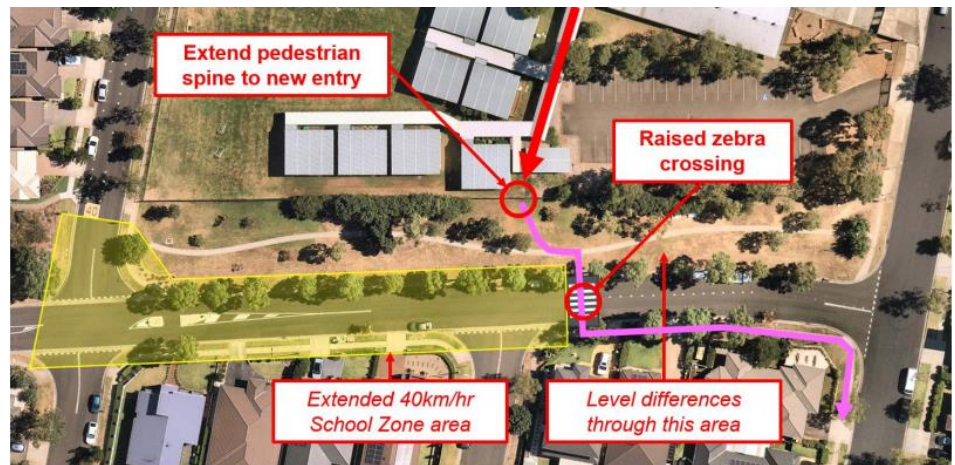 Extend pedestrian
spine to new entry
Raised zebra
crossing
40
Extended 40km/hr
School Zone area
Level differences
through this area